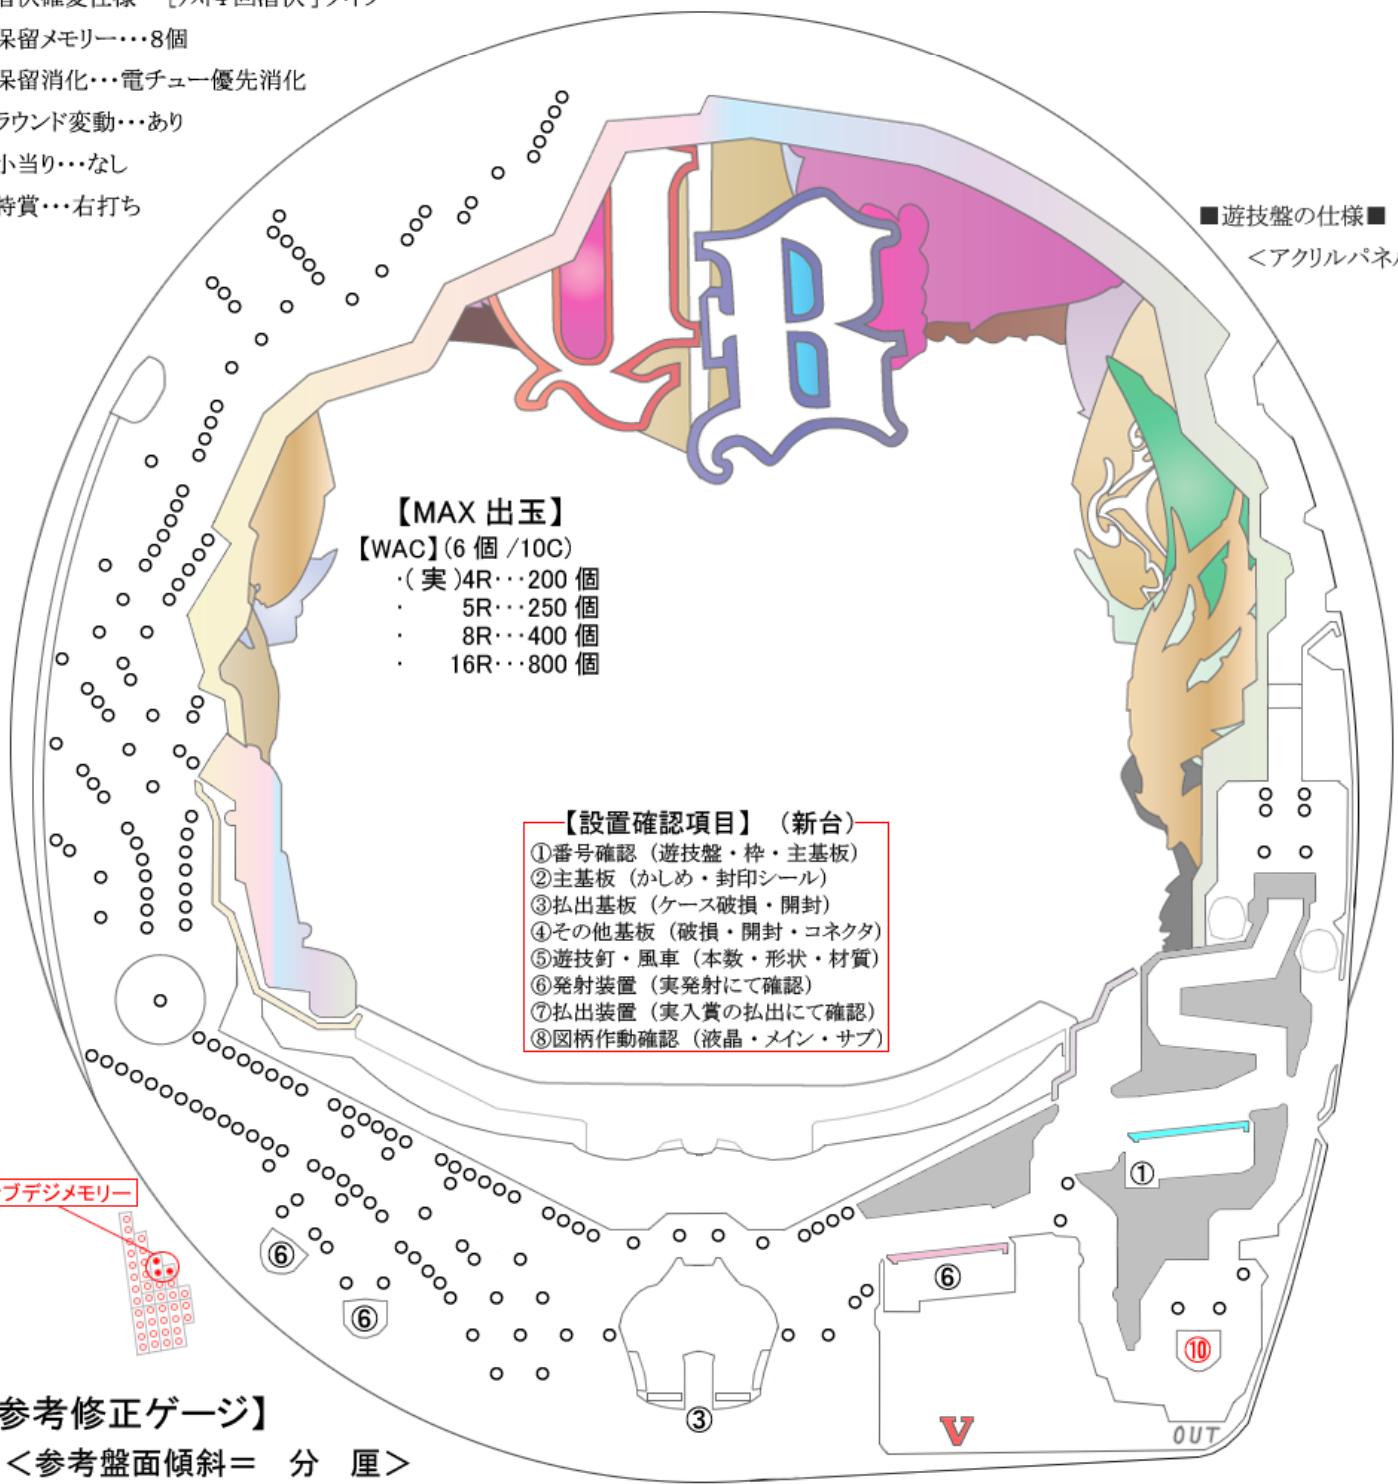 保留メモリー・・・8個
保留消化・・・電チュー優先消化
ラウンド変動・・・あり
小当り・・・なし
特賞・・・右打ち
■遊技盤の仕様■
＜アクリルパネル
【MAX 出玉】
【WAC】(6 個 /10C)
・( 実 )4R・・・200 個
・ 5R・・・250 個
・ 8R・・・400 個
・ 16R・・・800 個
【設置確認項目】 （新台）
①番号確認（遊技盤・枠・主基板）
②主基板（かしめ・封印シール）
③払出基板（ケース破損・開封）
④その他基板（破損・開封・コネクタ）
⑤遊技釘・風車（本数・形状・材質）
⑥発射装置（実発射にて確認）
⑦払出装置（実入賞の払出にて確認）
⑧図柄作動確認（液晶・メイン・サブ）
①
ブデジメモリー
⑥
⑥
⑥
⑩
③
V
OUT
参考修正ゲージ】
＜参考盤面傾斜＝ 分 厘＞